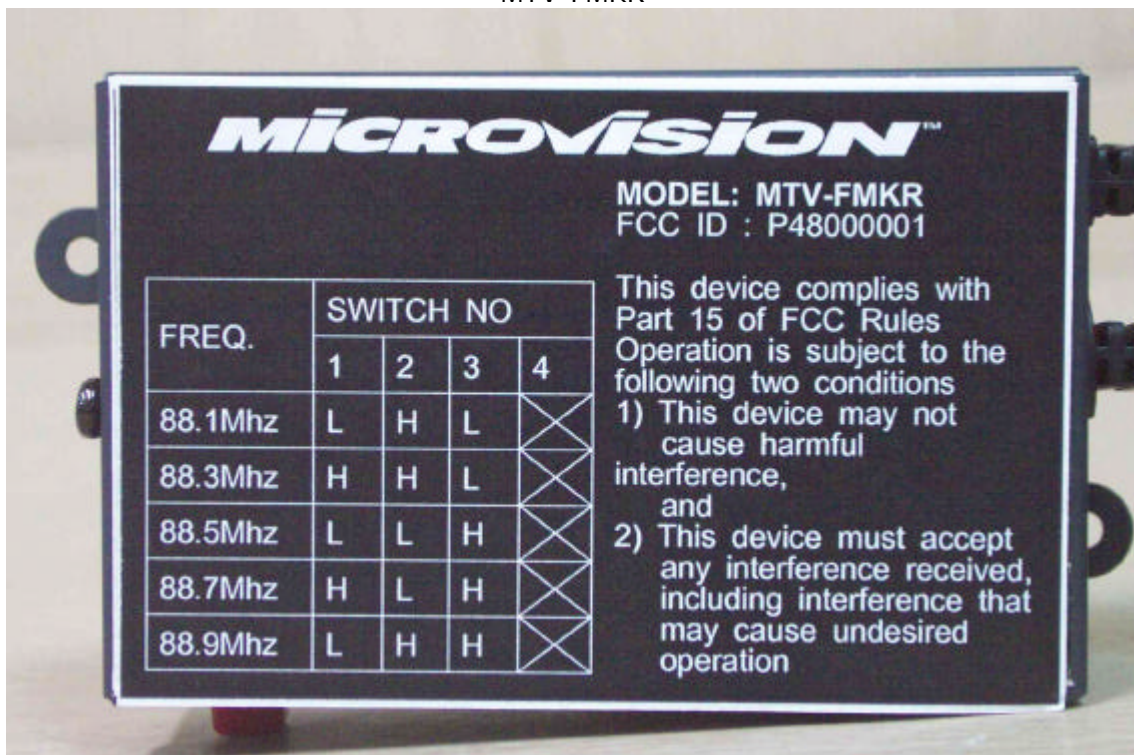 MTV-FMKR
MiCROViSiON™
MODEL: MTV-FMKR
FCC ID : P48000001
FREQ. SWITCH NO
1 2 3 4
88.1Mhz L H L
88.3Mhz H H L
88.5Mhz L L H
88.7Mhz H L H
88.9Mhz L H H
This device complies with
Part 15 of FCC Rules
Operation is subject to the
following two conditions
1) This device may not
cause harmful
interference,
and
2) This device must accept
any interference received,
including interference that
may cause undesired
operation